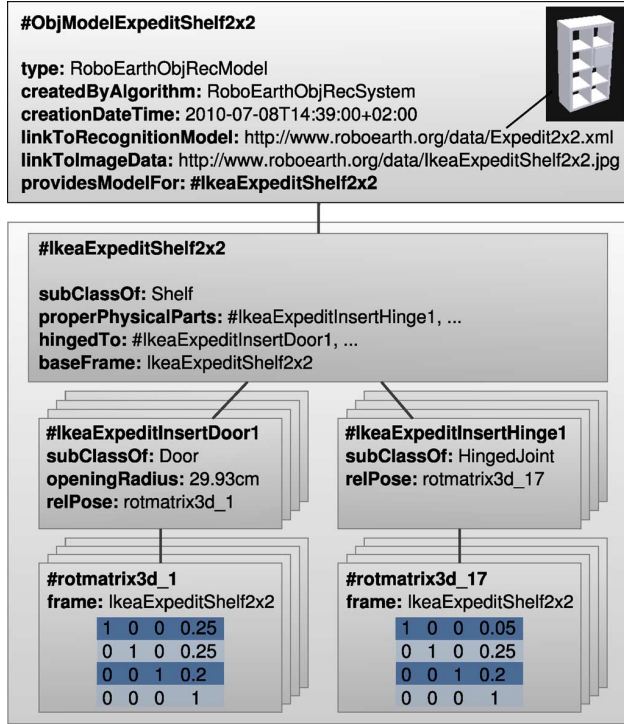 #ObjModelExpeditShelf2x2
type: RoboEarthObjRecModel
createdByAlgorithm: RoboEarthObjRecSystem
creationDateTime: 2010-07-08T14:39:00+02:00
linkToRecognitionModel: http://www.roboearth.org/data/Expedit2x2.xml
linkToImageData: http://www.roboearth.org/data/IkeaExpeditShelf2x2.jpg
providesModelFor: #IkeaExpeditShelf2x2
#IkeaExpeditShelf2x2
subClassOf: Shelf
properPhysicalParts: #IkeaExpeditInsertHinge1, ...
hingedTo: #IkeaExpeditInsertDoor1, ...
baseFrame: IkeaExpeditShelf2x2
#IkeaExpeditInsertDoor1
subClassOf: Door
openingRadius: 29.93cm
relPose: rotmatrix3d_1
#IkeaExpeditInsertHinge1
subClassOf: HingedJoint
relPose: rotmatrix3d_17
#rotmatrix3d_1
frame: IkeaExpeditShelf2x2
1 0 0 0.25
0 1 0 0.25
0 0 1 0.2
0 0 0 1
#rotmatrix3d_17
frame: IkeaExpeditShelf2x2
1 0 0 0.05
0 1 0 0.25
0 0 1 0.2
0 0 0 1